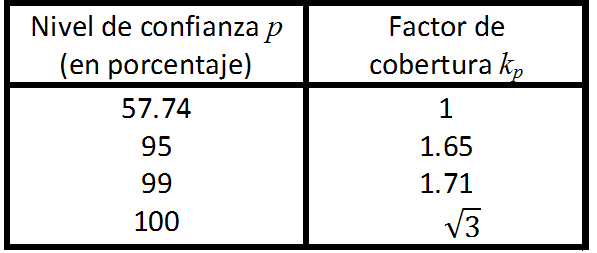 Nivel de confianza p Factor de
(en porcentaje) cobertura kₚ
57.74 1
95 1.65
99 1.71
100 √3